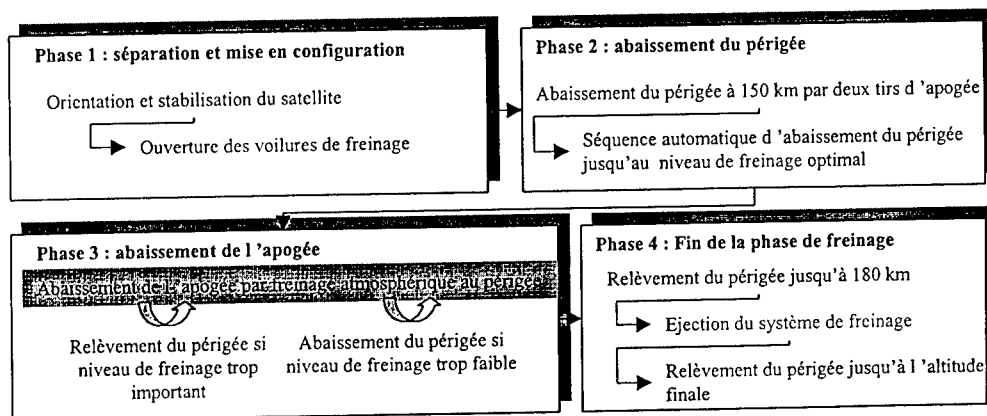 Phase 1 : séparation et mise en configuration
Orientation et stabilisation du satellite
Ouverture des voilures de freinage
Phase 2 : abaissement du périgée
Abaissement du périgée à 150 km par deux tirs d 'apogée
Séquence automatique d 'abaissement du périgée
jusqu'au niveau de freinage optimal
Phase 3 : abaissement de l 'apogée
Abaissement de l 'apogée par freinage atmosphérique au périgée
Relèvement du périgée si
niveau de freinage trop
important
Abaissement du périgée si
niveau de freinage trop faible
Phase 4 : Fin de la phase de freinage
Relèvement du périgée jusqu'à 180 km
Ejection du système de freinage
Relèvement du périgée jusqu'à l 'altitude
finale